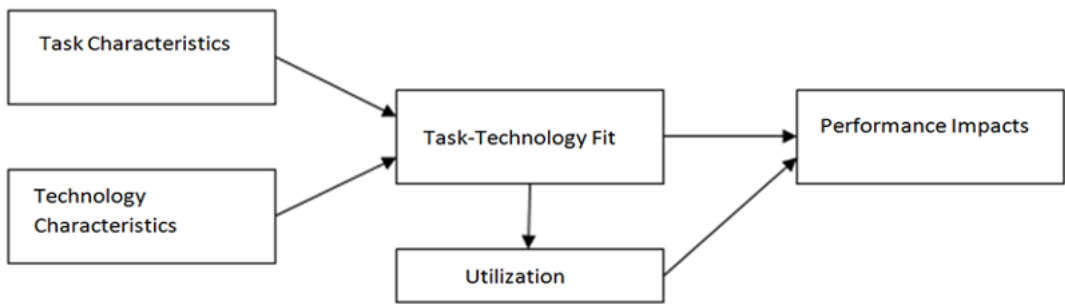 Task Characteristics
Technology
Characteristics
Task-Technology Fit
Utilization
Performance Impacts